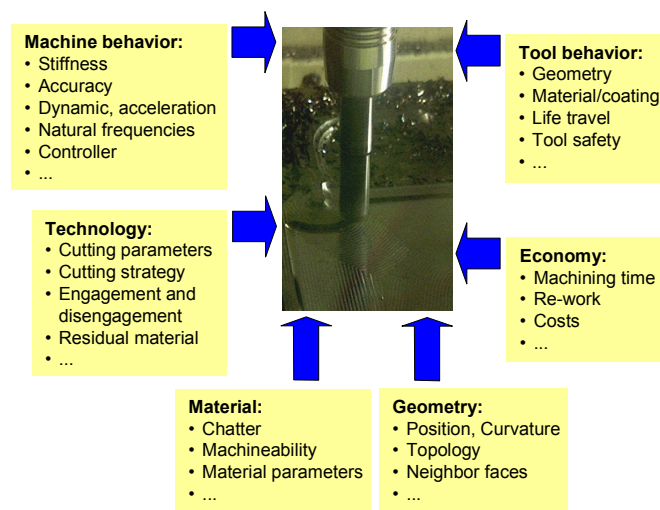 Machine behavior:
• Stiffness
• Accuracy
• Dynamic, acceleration
• Natural frequencies
• Controller
• ...
Tool behavior:
• Geometry
• Material/coating
• Life travel
• Tool safety
• ...
Technology:
• Cutting parameters
• Cutting strategy
• Engagement and
disengagement
• Residual material
• ...
Economy:
• Machining time
• Re-work
• Costs
• ...
Material:
• Chatter
• Machineability
• Material parameters
• ...
Geometry:
• Position, Curvature
• Topology
• Neighbor faces
• ...